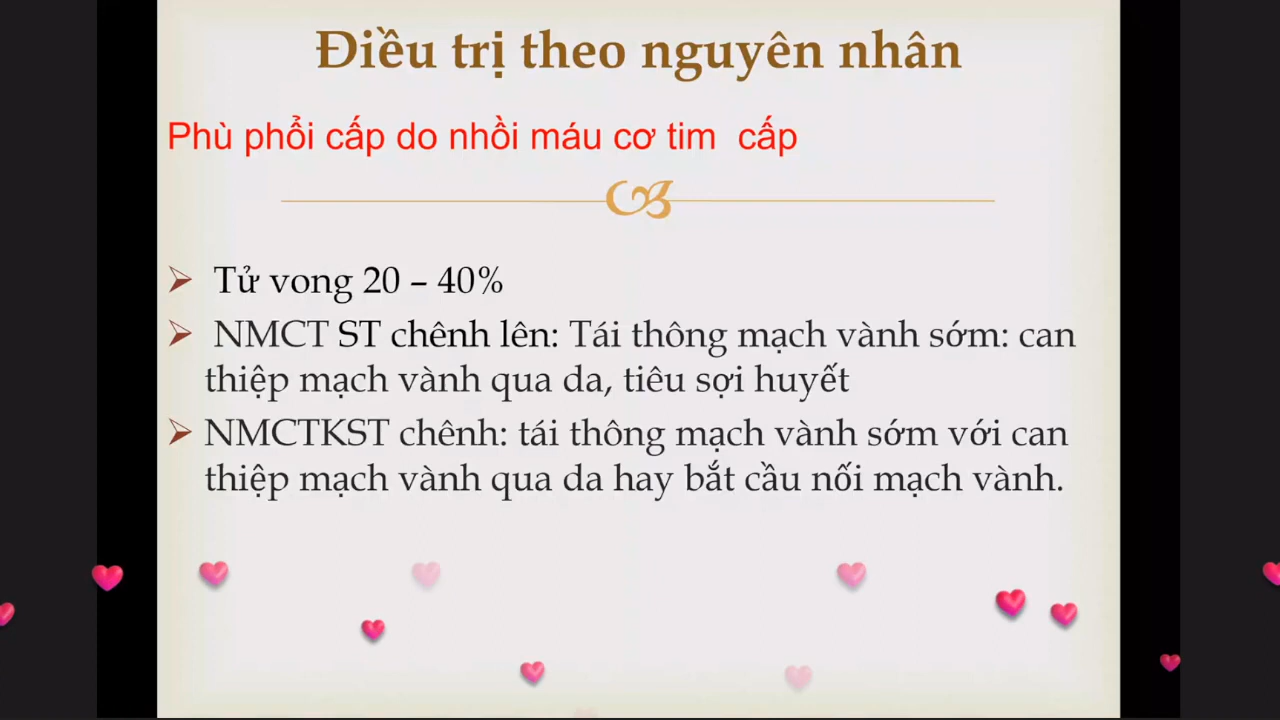 Điều trị theo nguyên nhân
Phù phổi cấp do nhồi máu cơ tim cấp
Tử vong 20 – 40%
NMCT ST chênh lên: Tái thông mạch vành sớm: can
thiệp mạch vành qua da, tiêu sợi huyết
NMCTKST chênh: tái thông mạch vành sớm với can
thiệp mạch vành qua da hay bắt cầu nối mạch vành.